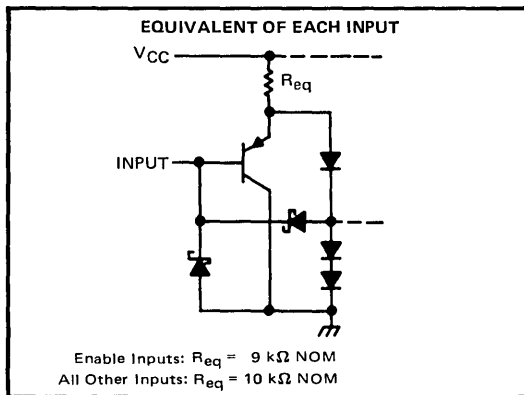 EQUIVALENT OF EACH INPUT
VCC
Req
INPUT
Enable Inputs: Req = 9 kΩ NOM
All Other Inputs: Req = 10 kΩ NOM